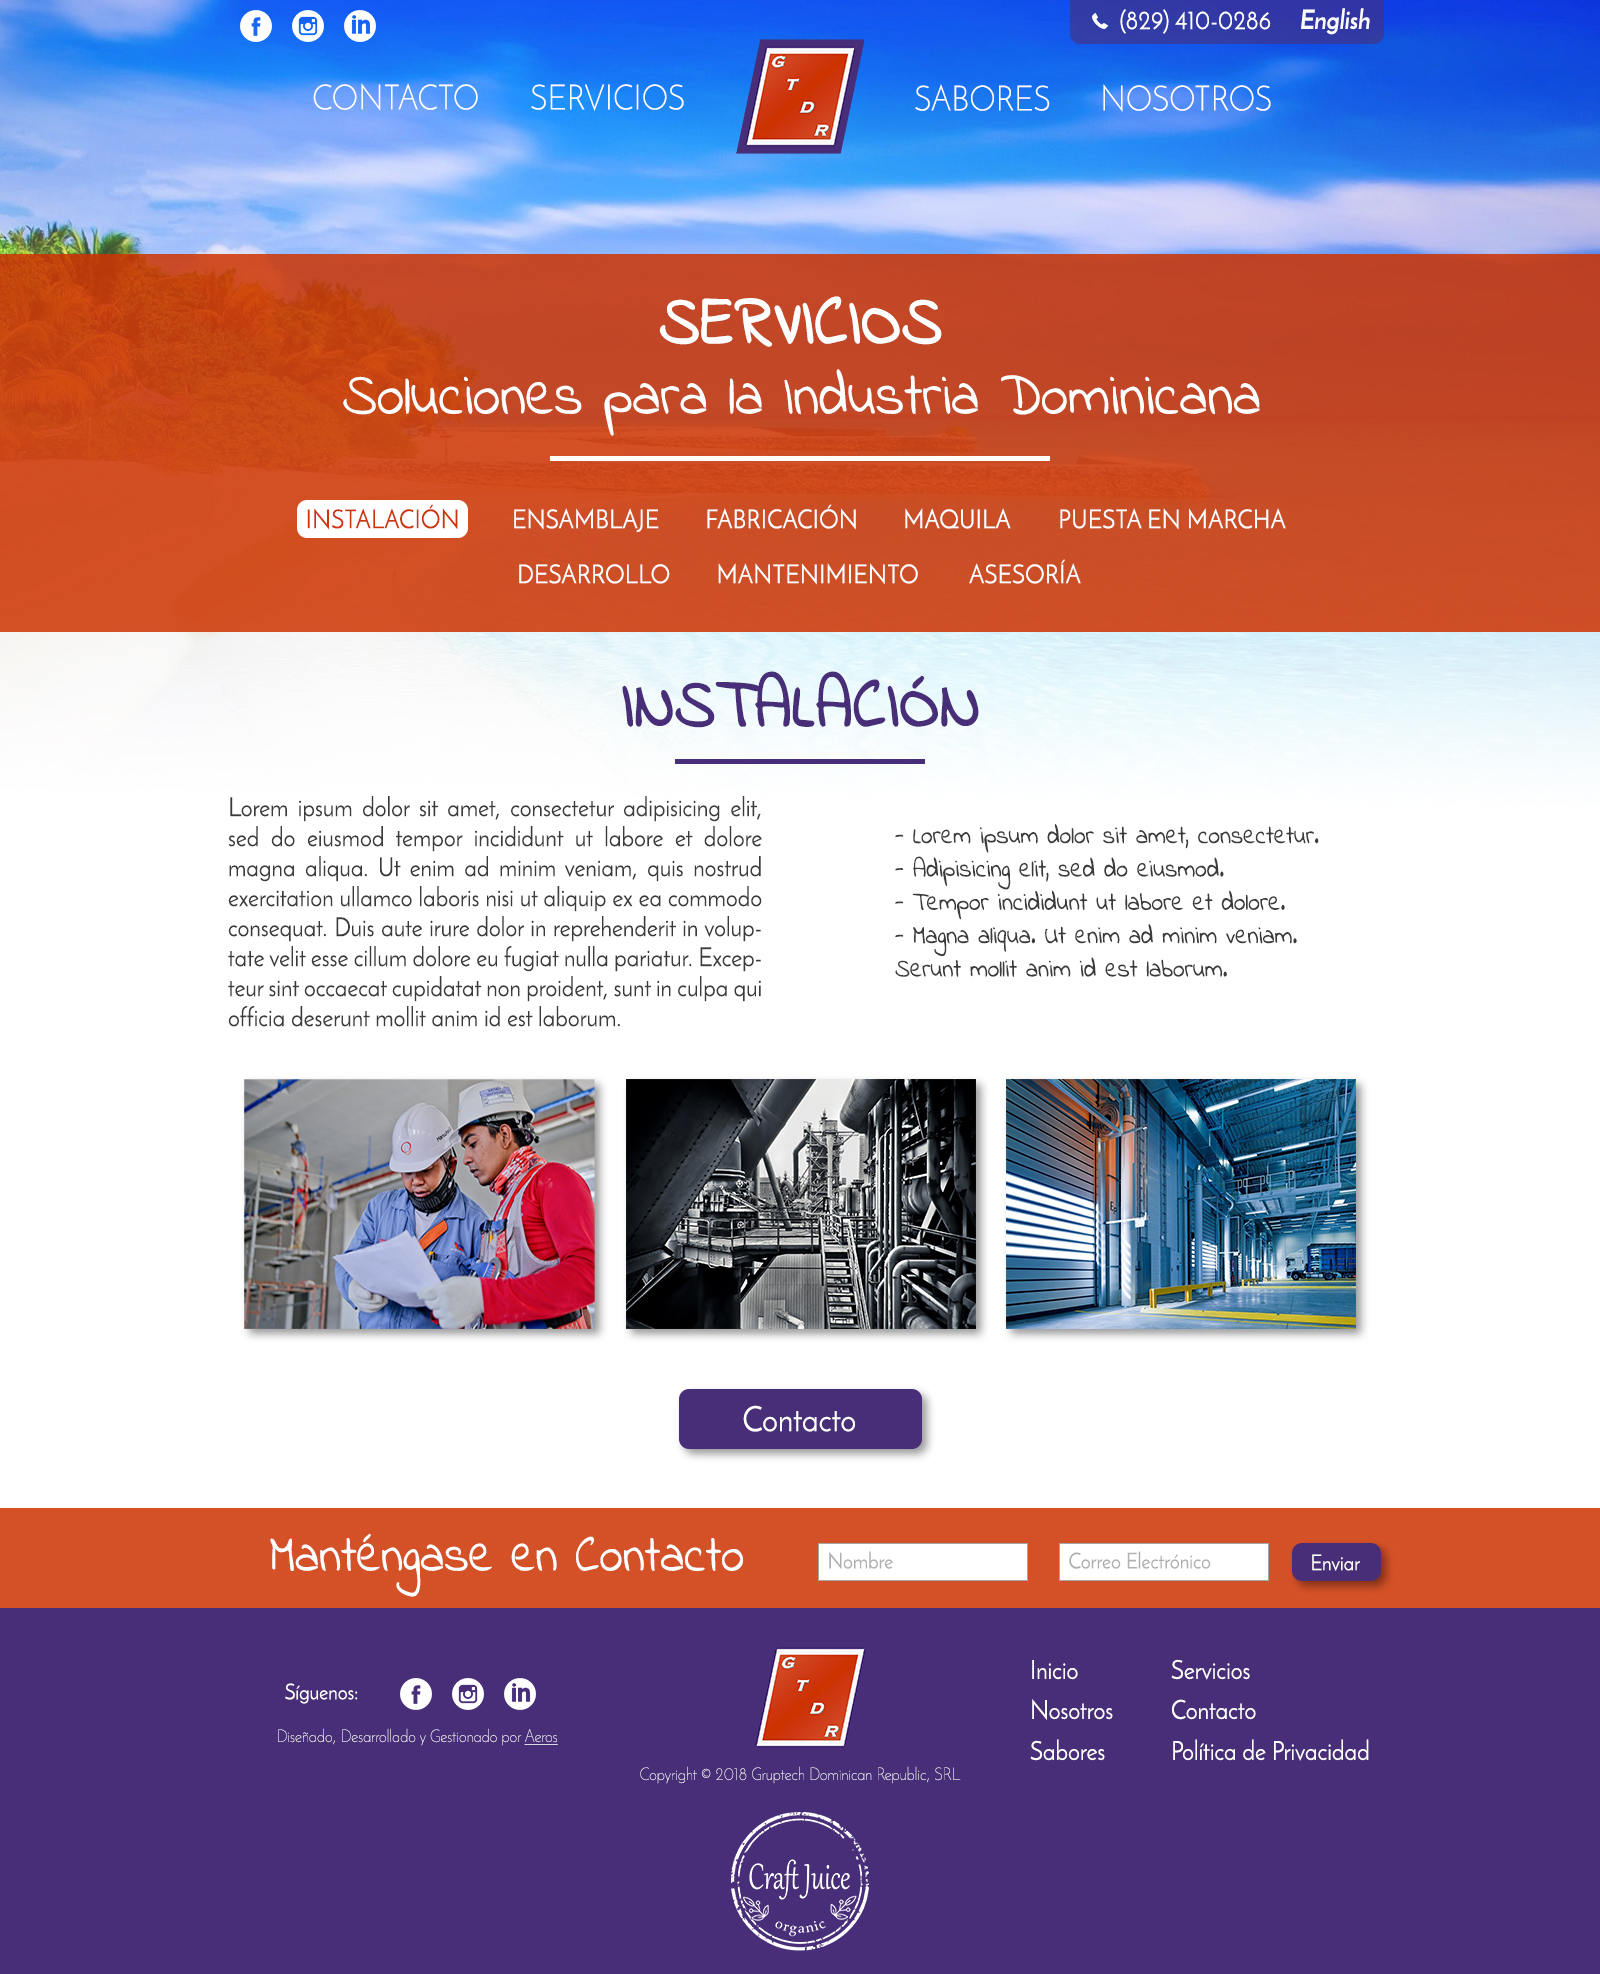 (829) 410-0286 English
CONTACTO SERVICIOS SABORES NOSOTROS
G
T
D
R
SERVICIOS
Soluciones para la Industria Dominicana
INSTALACIÓN ENSAMBLAJE FABRICACIÓN MAQUILA PUESTA EN MARCHA
DESARROLLO MANTENIMIENTO ASESORÍA
INSTALACIÓN
Lorem ipsum dolor sit amet, consectetur adipisicing elit,
sed do eiusmod tempor incididunt ut labore et dolore
magna aliqua. Ut enim ad minim veniam, quis nostrud
exercitation ullamco laboris nisi ut aliquip ex ea commodo
consequat. Duis aute irure dolor in reprehenderit in volup-
tate velit esse cillum dolore eu fugiat nulla pariatur. Excep-
teur sint occaecat cupidatat non proident, sunt in culpa qui
officia deserunt mollit anim id est laborum.
- Lorem ipsum dolor sit amet, consectetur.
- Adipisicing elit, sed do eiusmod.
- Tempor incididunt ut labore et dolore.
- Magna aliqua. Ut enim ad minim veniam.
Serunt mollit anim id est laborum.
Contacto
Manténgase en Contacto
Nombre
Correo Electrónico
Enviar
Síguenos:
Diseñado, Desarrollado y Gestionado por Aeros
G
T
D
R
Copyright © 2018 Gruptech Dominican Republic, SRL
Craft Juice
organic
Inicio Servicios
Nosotros Contacto
Sabores Política de Privacidad